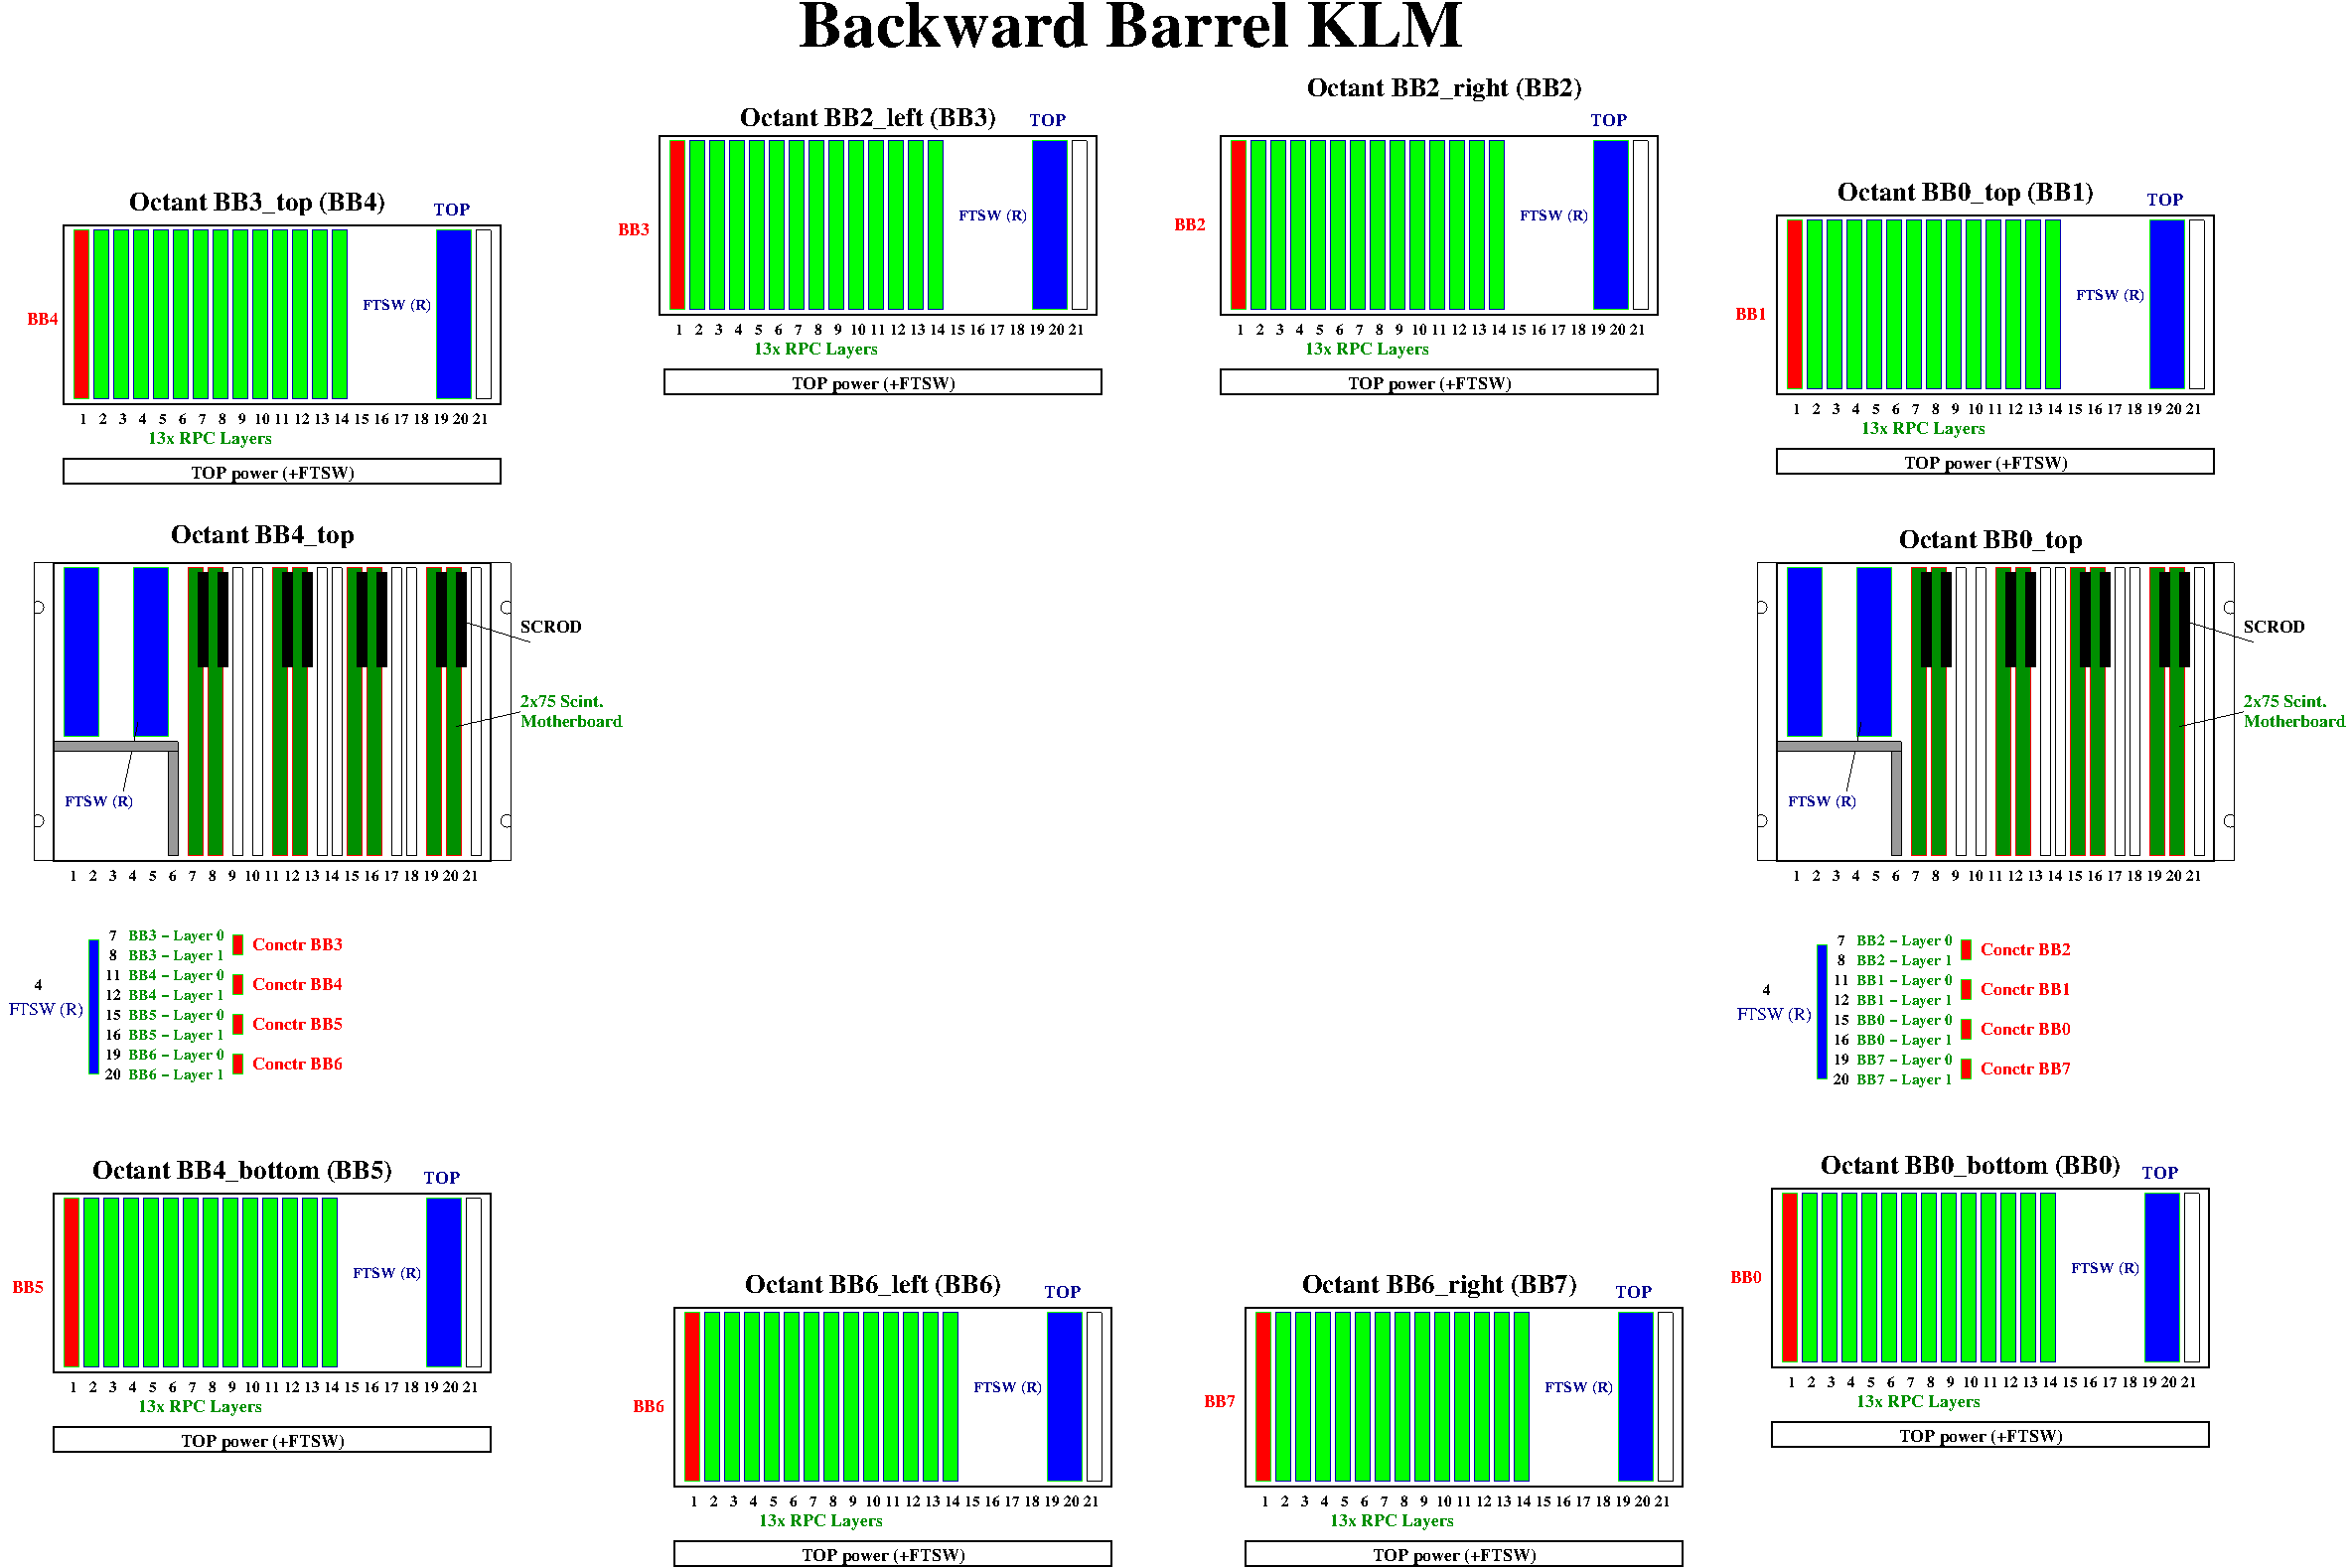 Backward Barrel KLM
Octant BB2_right (BB2)
Octant BB2_left (BB3)
TOP
TOP
BB3
FTSW (R)
1 2 3 4 5 6 7 8 9 10 11 12 13 14 15 16 17 18 19 20 21
13x RPC Layers
TOP power (+FTSW)
BB2
FTSW (R)
1 2 3 4 5 6 7 8 9 10 11 12 13 14 15 16 17 18 19 20 21
13x RPC Layers
TOP power (+FTSW)
Octant BB3_top (BB4)
TOP
BB4
FTSW (R)
1 2 3 4 5 6 7 8 9 10 11 12 13 14 15 16 17 18 19 20 21
13x RPC Layers
TOP power (+FTSW)
Octant BB0_top (BB1)
TOP
BB1
FTSW (R)
1 2 3 4 5 6 7 8 9 10 11 12 13 14 15 16 17 18 19 20 21
13x RPC Layers
TOP power (+FTSW)
Octant BB4_top
SCROD
2x75 Scint.
Motherboard
FTSW (R)
1 2 3 4 5 6 7 8 9 10 11 12 13 14 15 16 17 18 19 20 21
Octant BB0_top
SCROD
2x75 Scint.
Motherboard
FTSW (R)
1 2 3 4 5 6 7 8 9 10 11 12 13 14 15 16 17 18 19 20 21
4
FTSW (R)
7 BB3 – Layer 0
8 BB3 – Layer 1
Conctr BB3
11 BB4 – Layer 0
12 BB4 – Layer 1
Conctr BB4
15 BB5 – Layer 0
16 BB5 – Layer 1
Conctr BB5
19 BB6 – Layer 0
20 BB6 – Layer 1
Conctr BB6
4
FTSW (R)
7 BB2 – Layer 0
8 BB2 – Layer 1
Conctr BB2
11 BB1 – Layer 0
12 BB1 – Layer 1
Conctr BB1
15 BB0 – Layer 0
16 BB0 – Layer 1
Conctr BB0
19 BB7 – Layer 0
20 BB7 – Layer 1
Conctr BB7
Octant BB4_bottom (BB5)
TOP
BB5
FTSW (R)
1 2 3 4 5 6 7 8 9 10 11 12 13 14 15 16 17 18 19 20 21
13x RPC Layers
TOP power (+FTSW)
Octant BB0_bottom (BB0)
TOP
BB0
FTSW (R)
1 2 3 4 5 6 7 8 9 10 11 12 13 14 15 16 17 18 19 20 21
13x RPC Layers
TOP power (+FTSW)
Octant BB6_left (BB6)
TOP
BB6
FTSW (R)
1 2 3 4 5 6 7 8 9 10 11 12 13 14 15 16 17 18 19 20 21
13x RPC Layers
TOP power (+FTSW)
Octant BB6_right (BB7)
TOP
BB7
FTSW (R)
1 2 3 4 5 6 7 8 9 10 11 12 13 14 15 16 17 18 19 20 21
13x RPC Layers
TOP power (+FTSW)